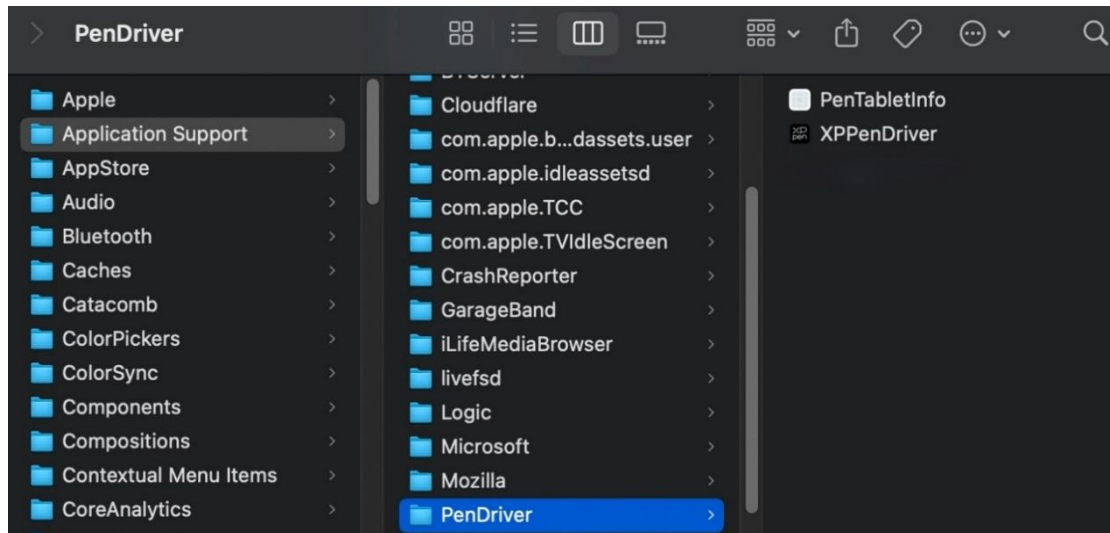 PenDriver
Apple
Application Support
AppStore
Audio
Bluetooth
Caches
Catacomb
ColorPickers
ColorSync
Components
Compositions
Contextual Menu Items
CoreAnalytics
Cloudflare
com.apple.b...dassets.user
com.apple.idleassetsd
com.apple.TCC
com.apple.TVIdleScreen
CrashReporter
GarageBand
iLifeMediaBrowser
livefsd
Logic
Microsoft
Mozilla
PenDriver
PenTabletInfo
XP
pen
XPPenDriver